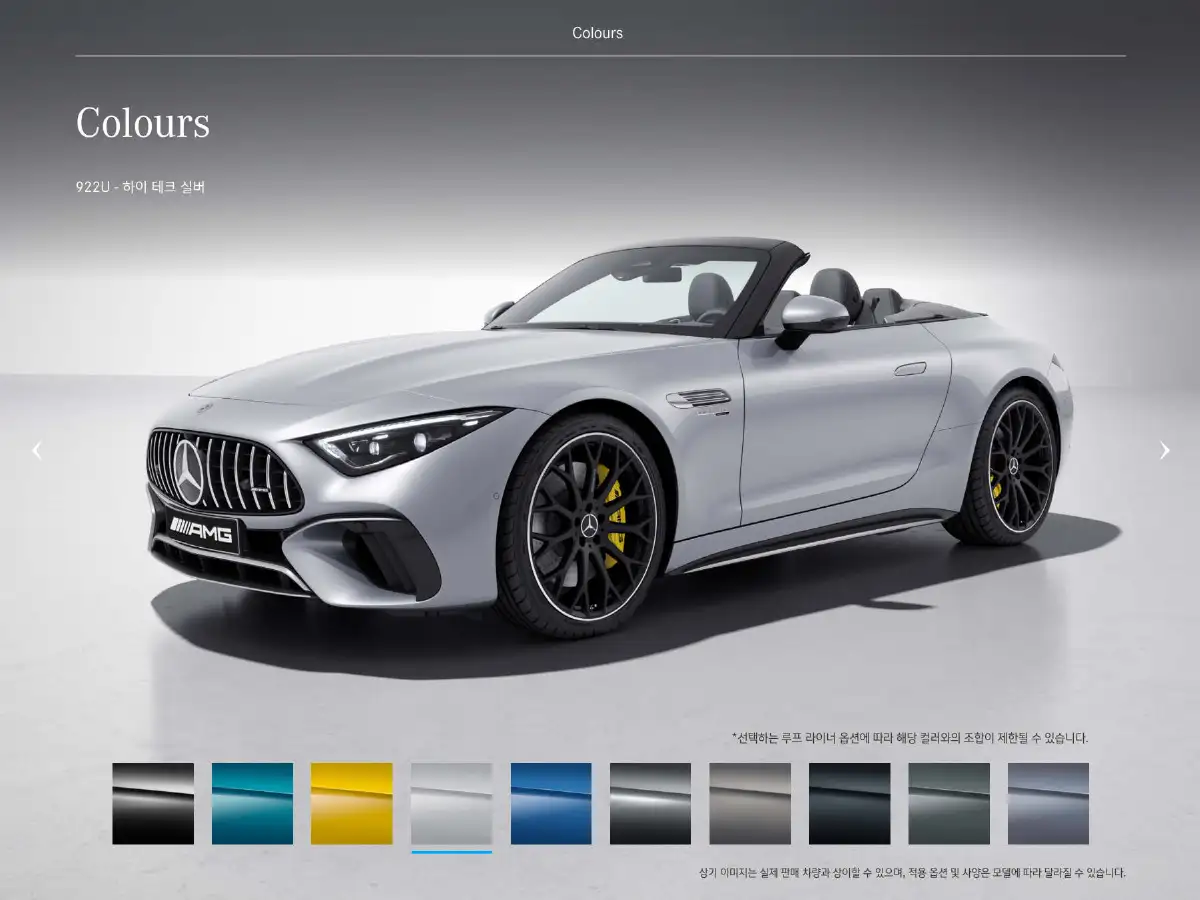 Colours
Colours
922U - 하이 테크 실버
AMG
*선택하는 루프 라이너 옵션에 따라 해당 컬러와의 조합이 제한될 수 있습니다.
상기 이미지는 실제 판매 차량과 상이할 수 있으며, 적용 옵션 및 사양은 모델에 따라 달라질 수 있습니다.